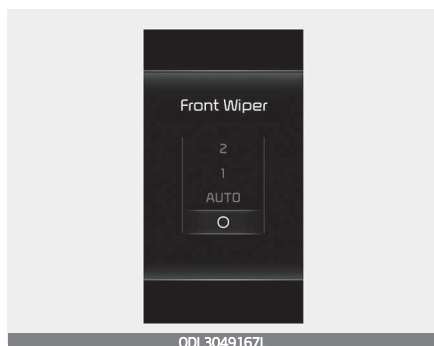 Front Wiper
2
1
AUTO
O
ODL3049167L